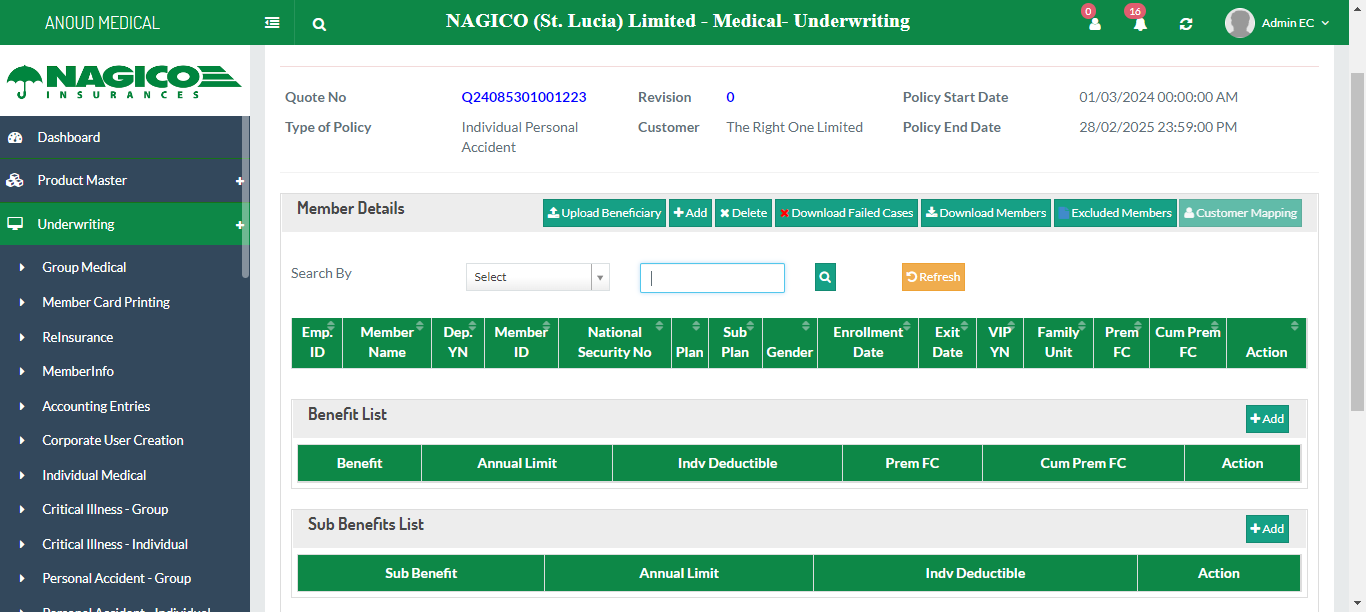 ANOUD MEDICAL
NAGICO (St. Lucia) Limited - Medical- Underwriting
0
16
Admin EC
NAGICO
INSURANCES
Dashboard
Product Master
Underwriting
Group Medical
Member Card Printing
ReInsurance
MemberInfo
Accounting Entries
Corporate User Creation
Individual Medical
Critical Illness - Group
Critical Illness - Individual
Personal Accident - Group
Personal Accident - Individual
Quote No Q24085301001223 Revision 0 Policy Start Date 01/03/2024 00:00:00 AM
Type of Policy Individual Personal Accident Customer The Right One Limited Policy End Date 28/02/2025 23:59:00 PM
Member Details
Upload Beneficiary Add Delete Download Failed Cases Download Members Excluded Members Customer Mapping
Search By Select Refresh
Emp. ID Member Name Dep. YN Member ID National Security No Plan Sub Plan Gender Enrollment Date Exit Date VIP YN Family Unit Prem FC Cum Prem FC Action
Benefit List Add
Benefit Annual Limit Indv Deductible Prem FC Cum Prem FC Action
Sub Benefits List Add
Sub Benefit Annual Limit Indv Deductible Action